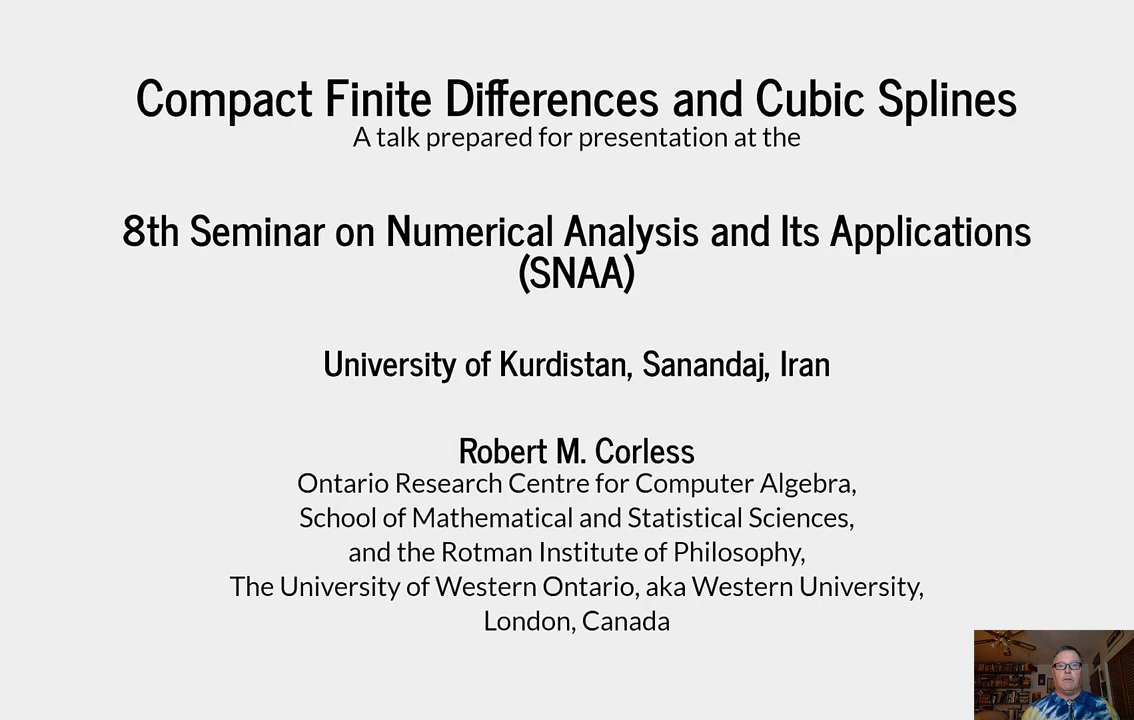 Compact Finite Differences and Cubic Splines
A talk prepared for presentation at the
8th Seminar on Numerical Analysis and Its Applications
(SNAA)
University of Kurdistan, Sanandaj, Iran
Robert M. Corless
Ontario Research Centre for Computer Algebra,
School of Mathematical and Statistical Sciences,
and the Rotman Institute of Philosophy,
The University of Western Ontario, aka Western University,
London, Canada